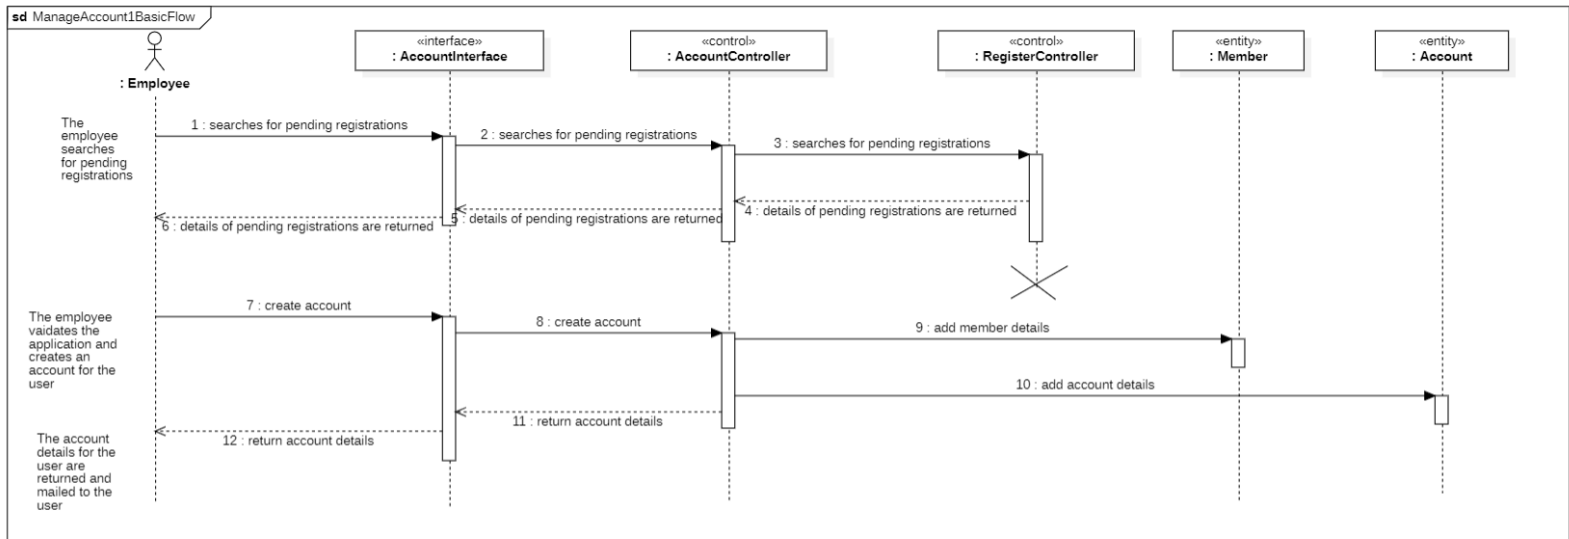 sd ManageAccount1BasicFlow
: Employee
«interface»
: AccountInterface
«control»
: AccountController
«control»
: RegisterController
«entity»
: Member
«entity»
: Account
The
employee
searches
for pending
registrations
1 : searches for pending registrations
2 : searches for pending registrations
3 : searches for pending registrations
4 : details of pending registrations are returned
5 : details of pending registrations are returned
6 : details of pending registrations are returned
The employee
vaidates the
application and
creates an
account for the
user
7 : create account
8 : create account
9 : add member details
10 : add account details
11 : return account details
12 : return account details
The account
details for the
user are
returned and
mailed to the
user